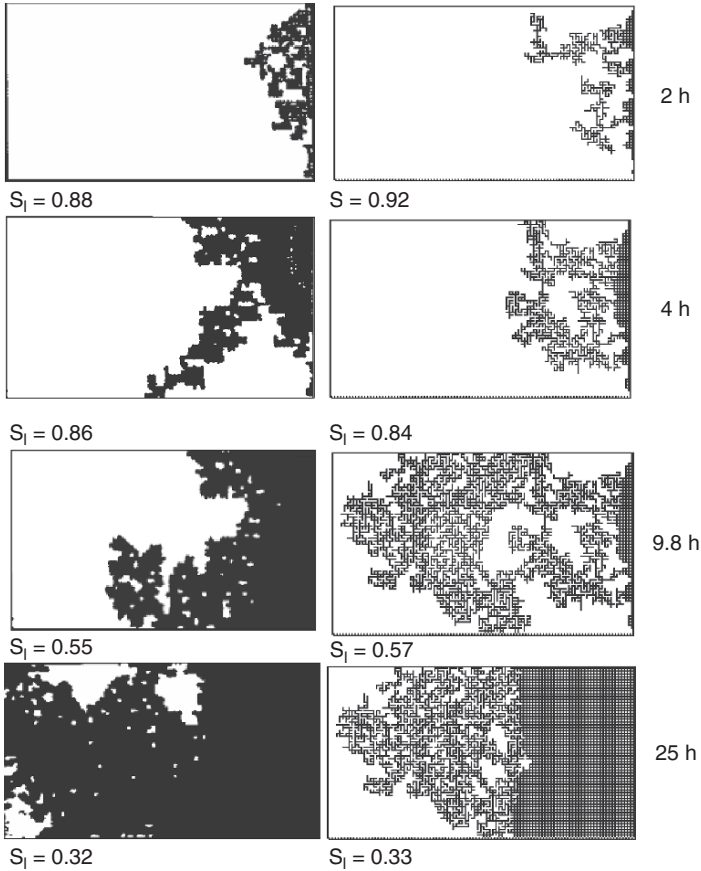 2 h
S_l = 0.88 S = 0.92
4 h
S_l = 0.86 S_l = 0.84
9.8 h
S_l = 0.55 S_l = 0.57
25 h
S_l = 0.32 S_l = 0.33